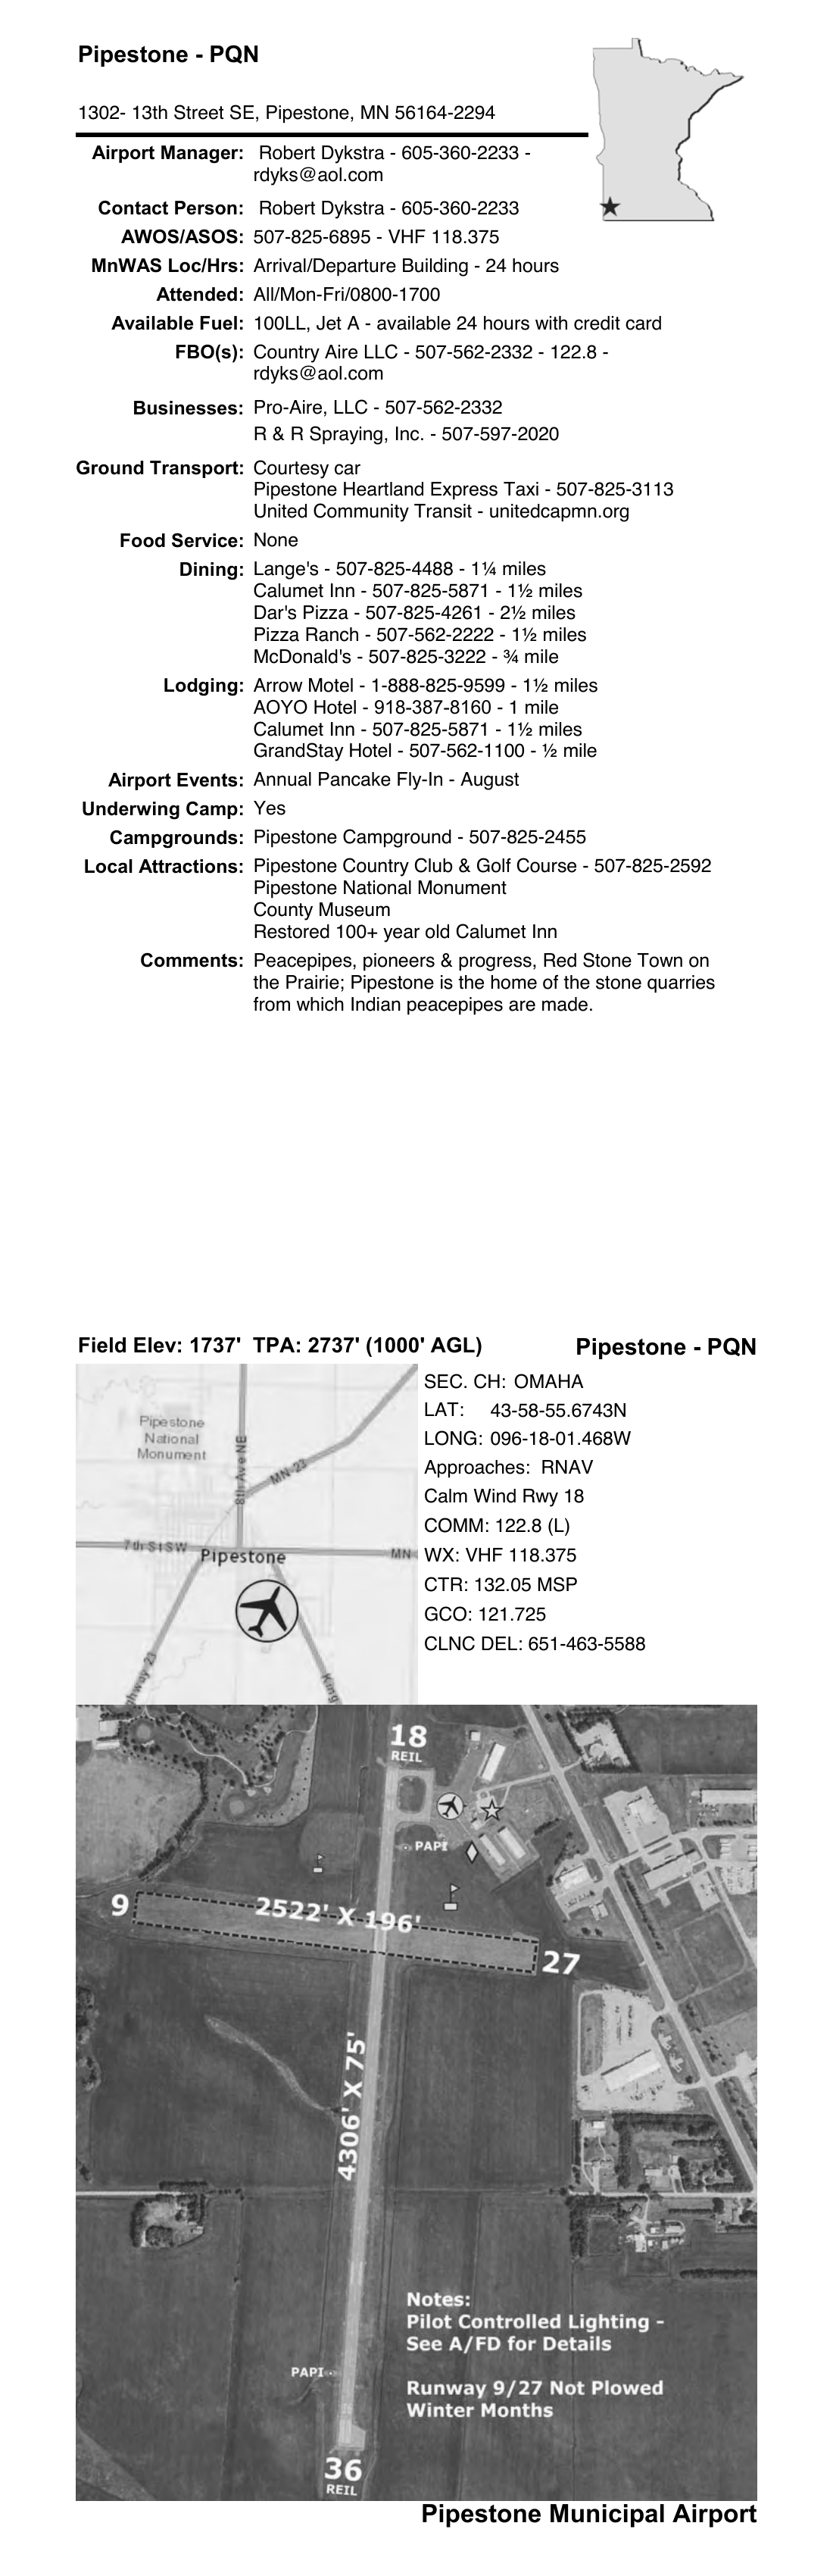 Pipestone - PQN
1302- 13th Street SE, Pipestone, MN 56164-2294
Airport Manager: Robert Dykstra - 605-360-2233 -
rdyks@aol.com
Contact Person: Robert Dykstra - 605-360-2233
AWOS/ASOS: 507-825-6895 - VHF 118.375
MnWAS Loc/Hrs: Arrival/Departure Building - 24 hours
Attended: All/Mon-Fri/0800-1700
Available Fuel: 100LL, Jet A - available 24 hours with credit card
FBO(s): Country Aire LLC - 507-562-2332 - 122.8 -
rdyks@aol.com
Businesses: Pro-Aire, LLC - 507-562-2332
R & R Spraying, Inc. - 507-597-2020
Ground Transport: Courtesy car
Pipestone Heartland Express Taxi - 507-825-3113
United Community Transit - unitedcapmn.org
Food Service: None
Dining: Lange's - 507-825-4488 - 1¼ miles
Calumet Inn - 507-825-5871 - 1½ miles
Dar's Pizza - 507-825-4261 - 2½ miles
Pizza Ranch - 507-562-2222 - 1½ miles
McDonald's - 507-825-3222 - ¾ mile
Lodging: Arrow Motel - 1-888-825-9599 - 1½ miles
AOYO Hotel - 918-387-8160 - 1 mile
Calumet Inn - 507-825-5871 - 1½ miles
GrandStay Hotel - 507-562-1100 - ½ mile
Airport Events: Annual Pancake Fly-In - August
Underwing Camp: Yes
Campgrounds: Pipestone Campground - 507-825-2455
Local Attractions: Pipestone Country Club & Golf Course - 507-825-2592
Pipestone National Monument
County Museum
Restored 100+ year old Calumet Inn
Comments: Peacepipes, pioneers & progress, Red Stone Town on
the Prairie; Pipestone is the home of the stone quarries
from which Indian peacepipes are made.
Field Elev: 1737' TPA: 2737' (1000' AGL)
Pipestone - PQN
Pipestone
National
Monument
8th Ave NE
MN-23
7th St SW
Pipestone
MN
hway 23
King
SEC. CH: OMAHA
LAT: 43-58-55.6743N
LONG: 096-18-01.468W
Approaches: RNAV
Calm Wind Rwy 18
COMM: 122.8 (L)
WX: VHF 118.375
CTR: 132.05 MSP
GCO: 121.725
CLNC DEL: 651-463-5588
18
REIL
PAPI
9
2522' X 196'
27
4306' X 75'
Notes:
Pilot Controlled Lighting -
See A/FD for Details
Runway 9/27 Not Plowed
Winter Months
PAPI
36
REIL
Pipestone Municipal Airport